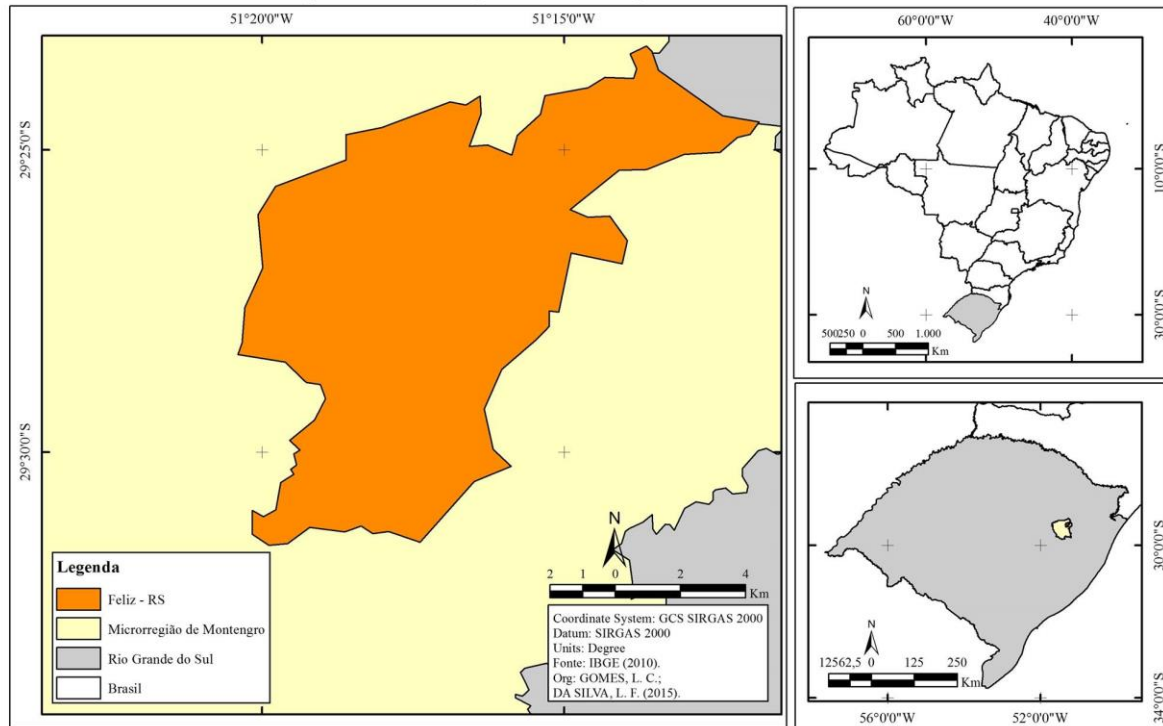 51°20'0"W 51°15'0"W
29°25'0"S
29°30'0"S
Legenda
Feliz - RS
Microrregião de Montengro
Rio Grande do Sul
Brasil
N
2 1 0 2 4
Km
Coordinate System: GCS SIRGAS 2000
Datum: SIRGAS 2000
Units: Degree
Fonte: IBGE (2010).
Org: GOMES, L. C.;
DA SILVA, L. F. (2015).
60°0'0"W 40°0'0"W
10°0'0"S
30°0'0"S
N
500 250 0 500 1.000
Km
30°0'0"S
34°0'0"S
N
12562,5 0 125 250
Km
56°0'0"W 52°0'0"W